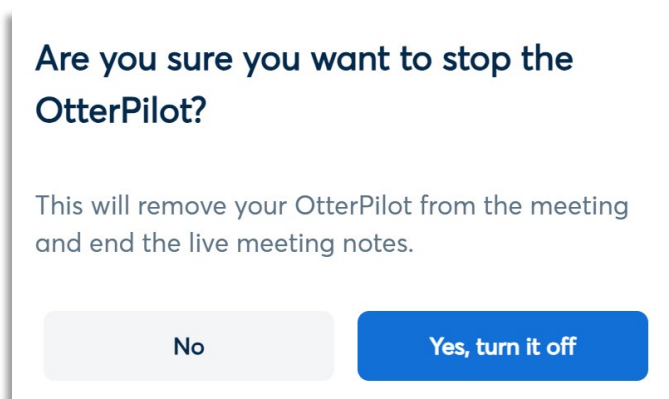 Are you sure you want to stop the
OtterPilot?
This will remove your OtterPilot from the meeting
and end the live meeting notes.
No
Yes, turn it off